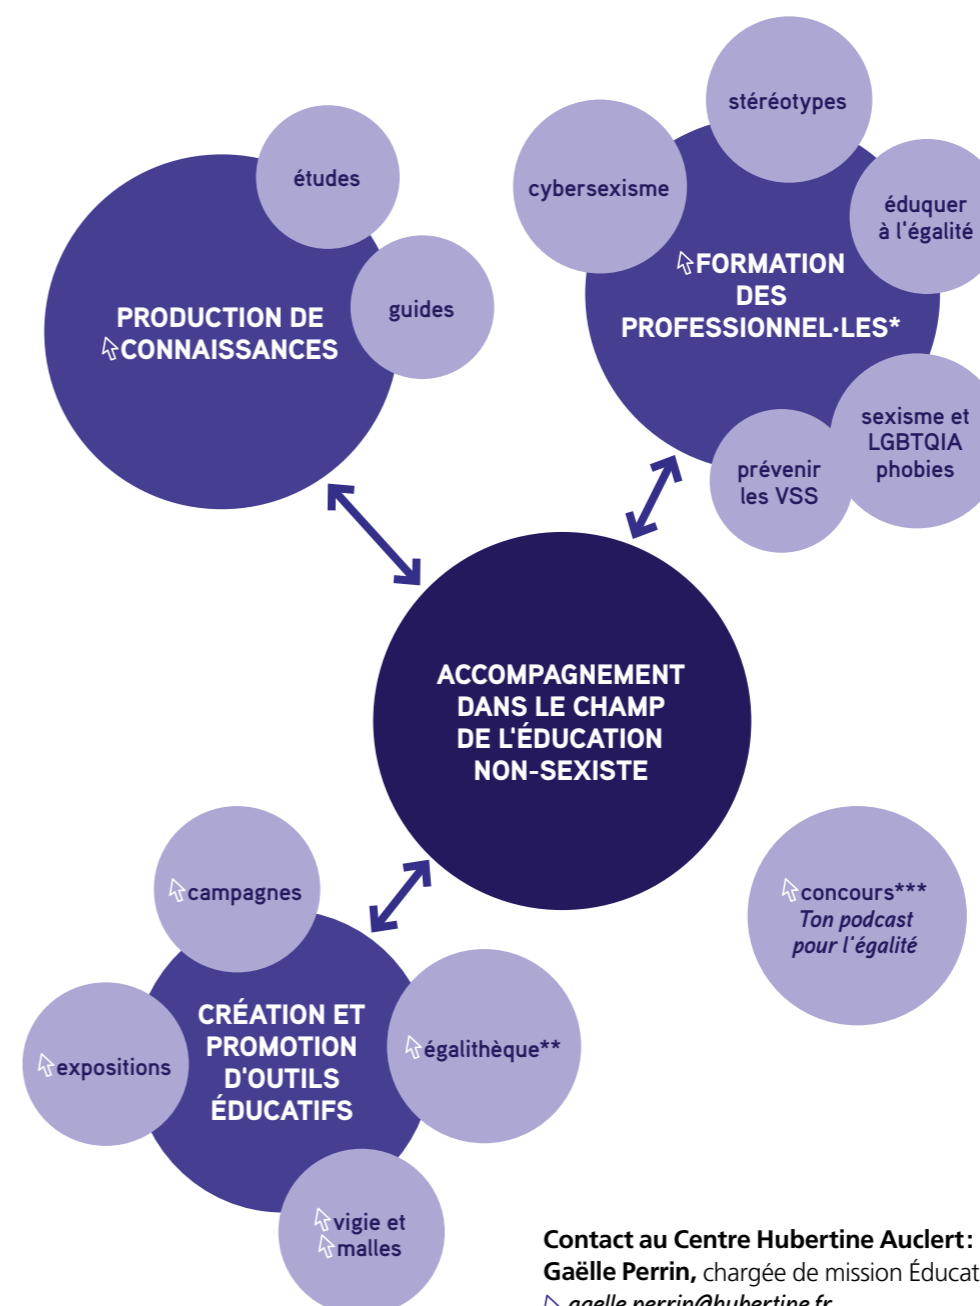 stéréotypes
études
cybersexisme
éduquer
à l'égalité
FORMATION
DES
PROFESSIONNEL·LES*
guides
PRODUCTION DE
CONNAISSANCES
sexisme et
LGBTQIA
phobies
prévenir
les VSS
ACCOMPAGNEMENT
DANS LE CHAMP
DE L'ÉDUCATION
NON-SEXISTE
campagnes
concours***
Ton podcast
pour l'égalité
CRÉATION ET
PROMOTION
D'OUTILS
ÉDUCATIFS
égalithèque**
expositions
vigie et
malles
Contact au Centre Hubertine Auclert :
Gaëlle Perrin, chargée de mission